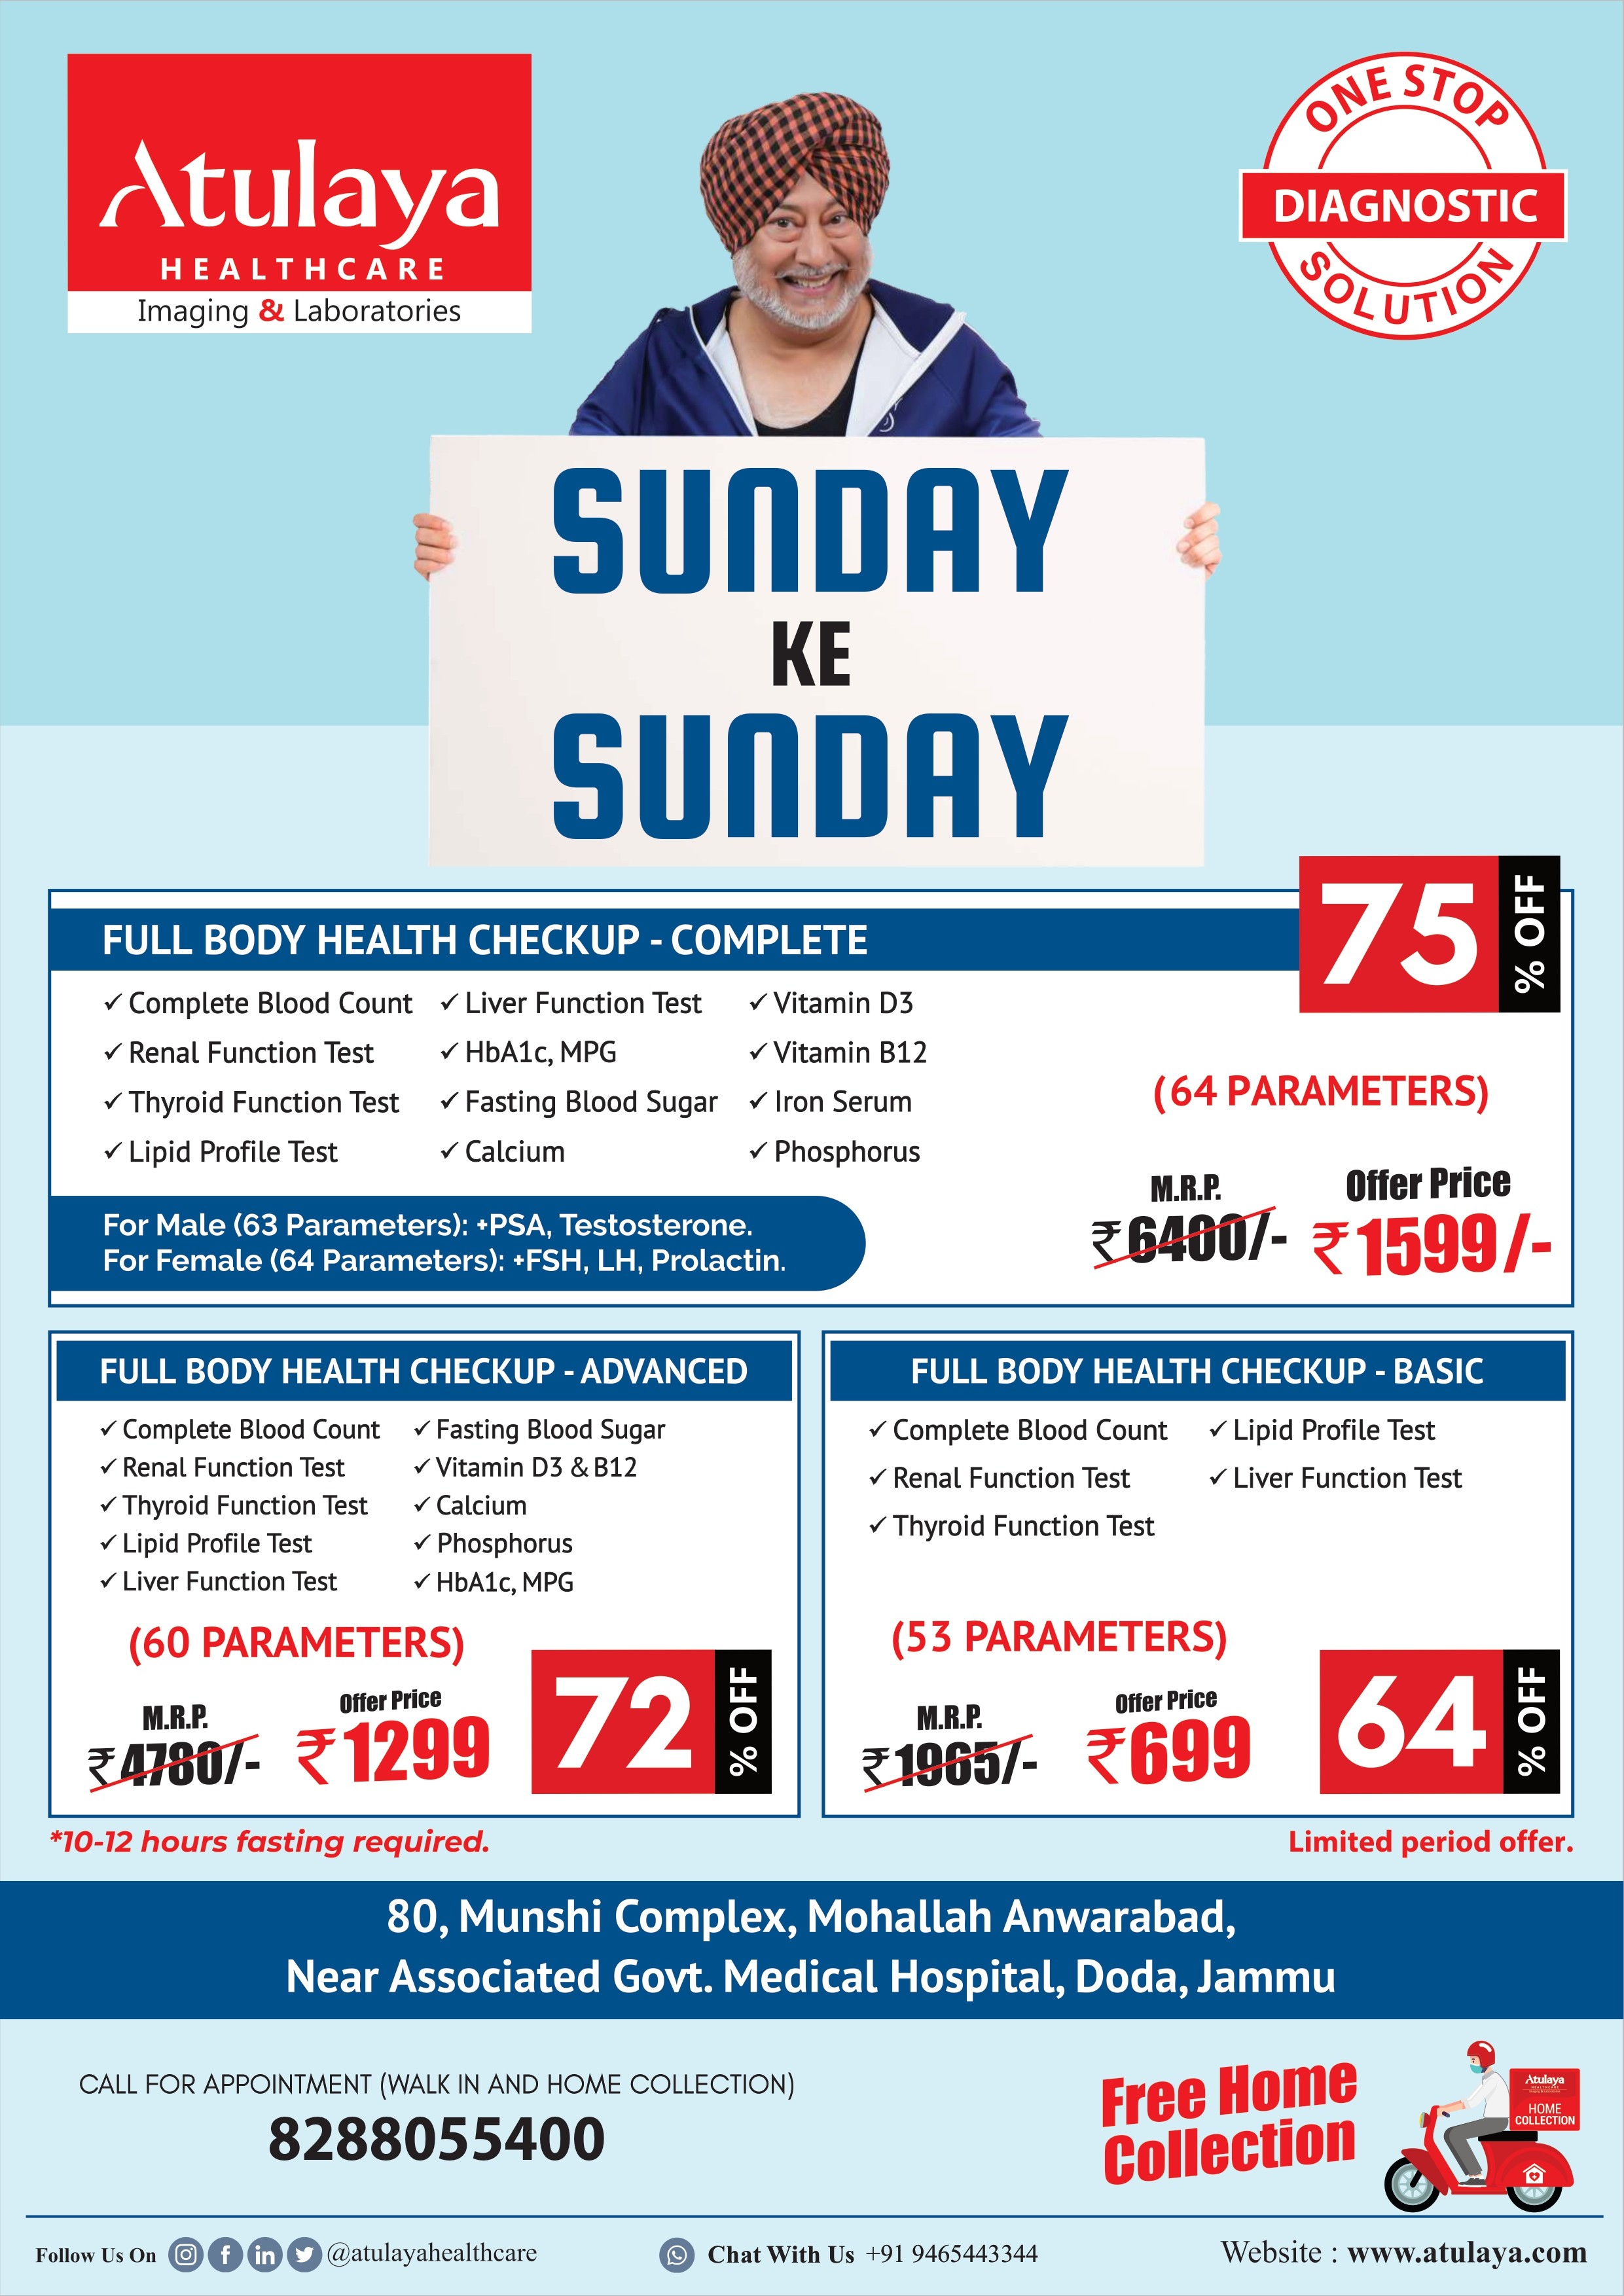 Atulaya
HEALTHCARE
Imaging & Laboratories
ONE STOP
DIAGNOSTIC
SOLUTION
SUNDAY
KE
SUNDAY
75 % OFF
FULL BODY HEALTH CHECKUP - COMPLETE
✓ Complete Blood Count ✓ Liver Function Test ✓ Vitamin D3
✓ Renal Function Test ✓ HbA1c, MPG ✓ Vitamin B12
✓ Thyroid Function Test ✓ Fasting Blood Sugar ✓ Iron Serum
✓ Lipid Profile Test ✓ Calcium ✓ Phosphorus
(64 PARAMETERS)
M.R.P. Offer Price
₹6400/- ₹1599/-
For Male (63 Parameters): +PSA, Testosterone.
For Female (64 Parameters): +FSH, LH, Prolactin.
FULL BODY HEALTH CHECKUP - ADVANCED
✓ Complete Blood Count ✓ Fasting Blood Sugar
✓ Renal Function Test ✓ Vitamin D3 & B12
✓ Thyroid Function Test ✓ Calcium
✓ Lipid Profile Test ✓ Phosphorus
✓ Liver Function Test ✓ HbA1c, MPG
(60 PARAMETERS)
M.R.P. Offer Price
₹4780/- ₹1299
72 % OFF
FULL BODY HEALTH CHECKUP - BASIC
✓ Complete Blood Count ✓ Lipid Profile Test
✓ Renal Function Test ✓ Liver Function Test
✓ Thyroid Function Test
(53 PARAMETERS)
M.R.P. Offer Price
₹1965/- ₹699
64 % OFF
*10-12 hours fasting required.
Limited period offer.
80, Munshi Complex, Mohallah Anwarabad,
Near Associated Govt. Medical Hospital, Doda, Jammu
CALL FOR APPOINTMENT (WALK IN AND HOME COLLECTION)
8288055400
Free Home
Collection
Atulaya
HEALTHCARE
HOME
COLLECTION
Follow Us On @atulayahealthcare
Chat With Us +91 9465443344
Website : www.atulaya.com